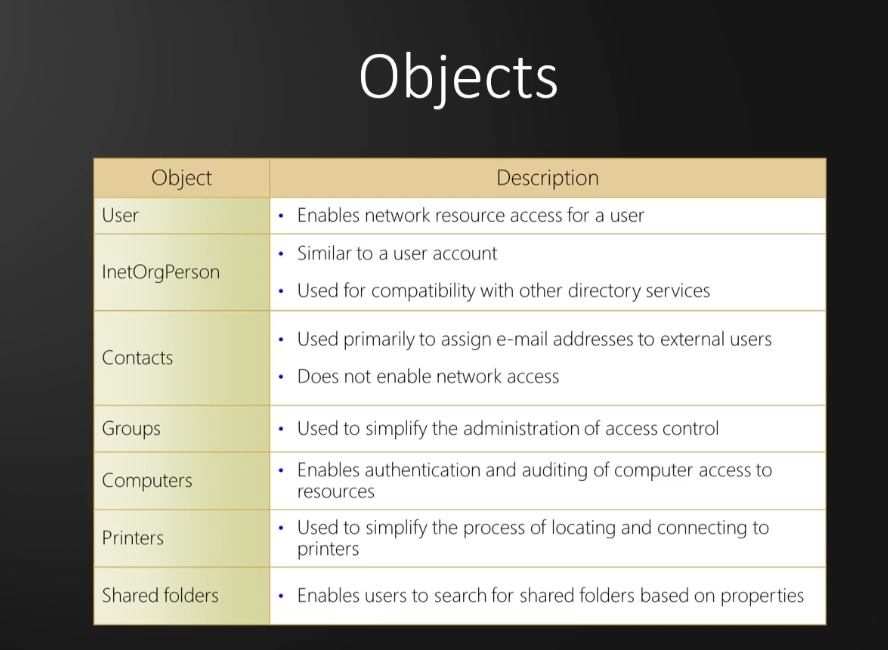 Objects
Object
Description
User
• Enables network resource access for a user
InetOrgPerson
• Similar to a user account
• Used for compatibility with other directory services
Contacts
• Used primarily to assign e-mail addresses to external users
• Does not enable network access
Groups
• Used to simplify the administration of access control
Computers
• Enables authentication and auditing of computer access to
resources
Printers
• Used to simplify the process of locating and connecting to
printers
Shared folders
• Enables users to search for shared folders based on properties